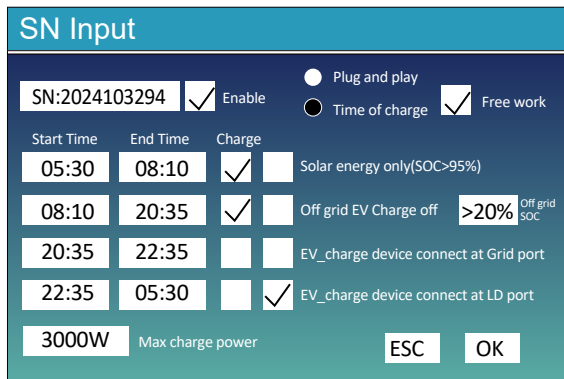 SN Input
SN:2024103294 Enable
Plug and play
Time of charge
Free work
Start Time End Time Charge
05:30 08:10 Solar energy only(SOC>95%)
08:10 20:35 Off grid EV Charge off >20% Off grid SOC
20:35 22:35 EV_charge device connect at Grid port
22:35 05:30 EV_charge device connect at LD port
3000W Max charge power ESC OK